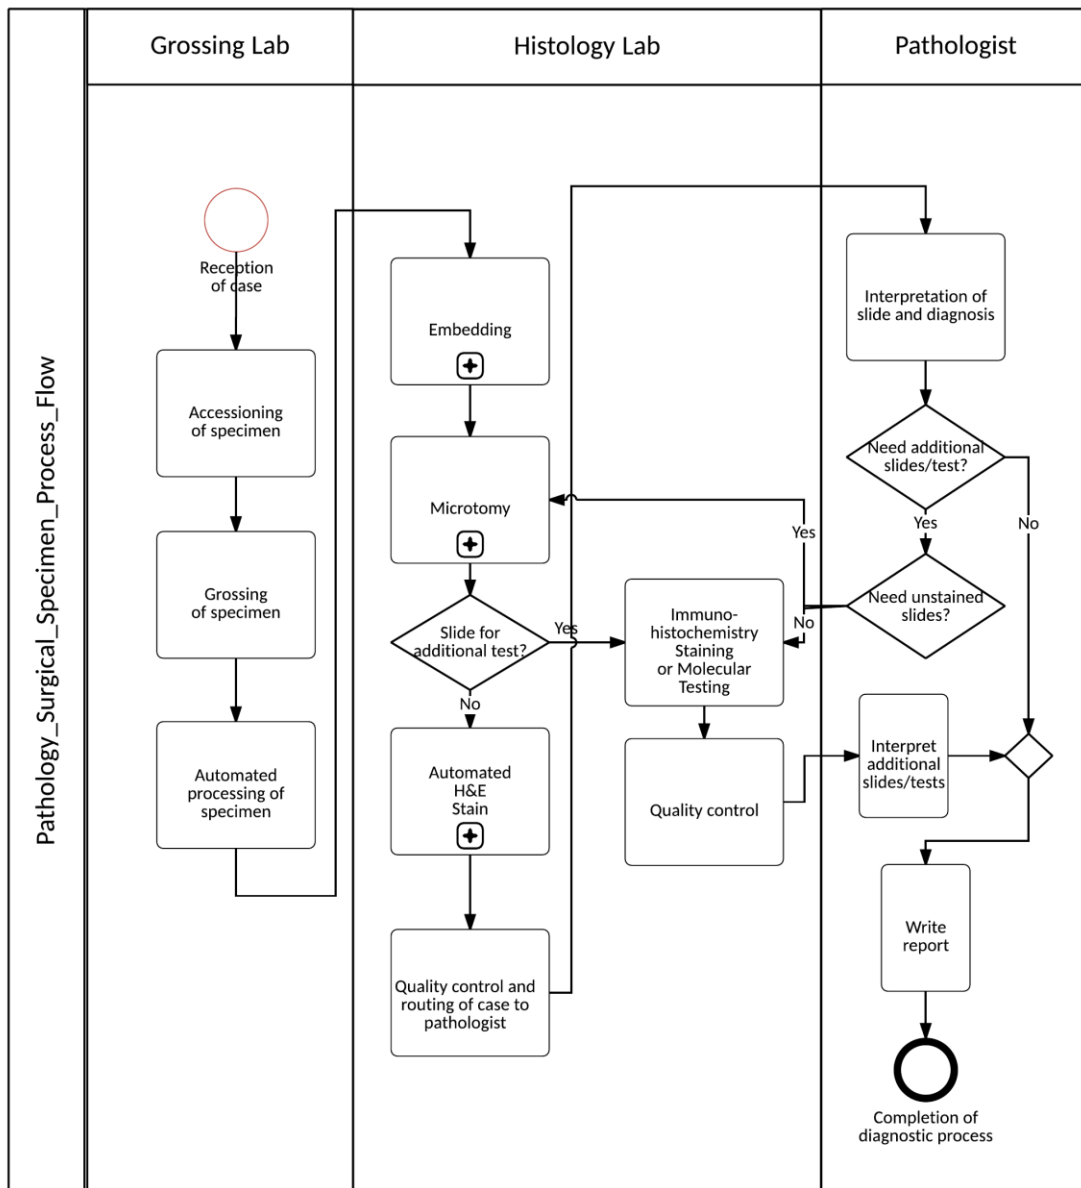 Pathology_Surgical_Specimen_Process_Flow
Grossing Lab
Histology Lab
Pathologist
Reception
of case
Accessioning
of specimen
Grossing
of specimen
Automated
processing of
specimen
Embedding
Microtomy
Slide for
additional test?
Yes
No
Automated
H&E
Stain
Quality control and
routing of case to
pathologist
Immuno-
histochemistry
Staining
or Molecular
Testing
Quality control
Interpretation of
slide and diagnosis
Need additional
slides/test?
Yes
No
Need unstained
slides?
Yes
No
Interpret
additional
slides/tests
Write
report
Completion of
diagnostic process